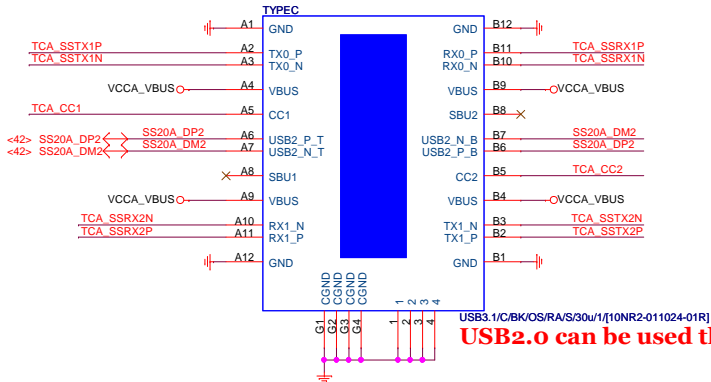 TYPEC
A1 GND GND B12
TCA_SSTX1P A2 TX0_P RX0_P B11 TCA_SSRX1P
TCA_SSTX1N A3 TX0_N RX0_N B10 TCA_SSRX1N
VCCA_VBUS A4 VBUS VBUS B9 VCCA_VBUS
TCA_CC1 A5 CC1 SBU2 B8
<42> SS20A_DP2 SS20A_DP2 A6 USB2_P_T USB2_N_B B7 SS20A_DM2
<42> SS20A_DM2 SS20A_DM2 A7 USB2_N_T USB2_P_B B6 SS20A_DP2
A8 SBU1 CC2 B5 TCA_CC2
VCCA_VBUS A9 VBUS VBUS B4 VCCA_VBUS
TCA_SSRX2N A10 RX1_N TX1_N B3 TCA_SSTX2N
TCA_SSRX2P A11 RX1_P TX1_P B2 TCA_SSTX2P
A12 GND GND B1
CGND CGND CGND CGND 1 2 3 4
G1 G2 G3 G4 1 2 3 4
USB3.1/C/BK/OS/RA/S/30u/1/[10NR2-011024-01R]
USB2.0 can be used th